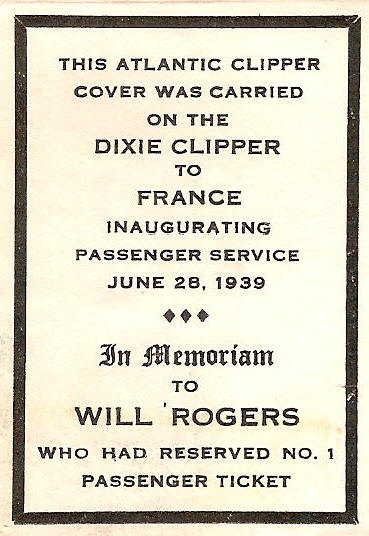 THIS ATLANTIC CLIPPER
COVER WAS CARRIED
ON THE
DIXIE CLIPPER
TO
FRANCE
INAUGURATING
PASSENGER SERVICE
JUNE 28, 1939
In Memoriam
TO
WILL ROGERS
WHO HAD RESERVED NO. 1
PASSENGER TICKET